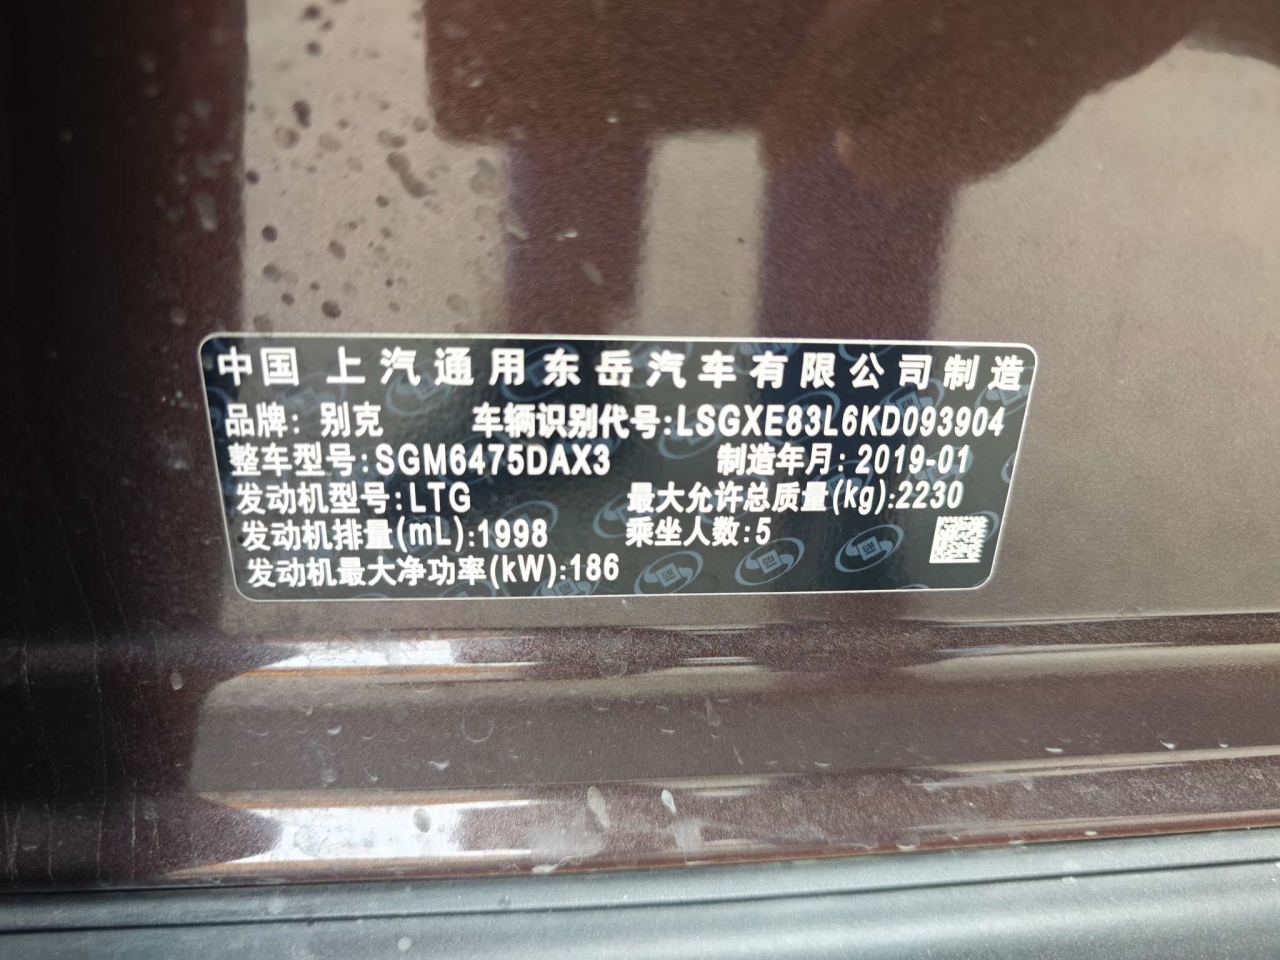 中国 上汽通用东岳汽车有限公司制造
品牌: 别克 车辆识别代号:LSGXE83L6KD093904
整车型号:SGM6475DAX3 制造年月: 2019-01
发动机型号:LTG 最大允许总质量(kg):2230
发动机排量(mL):1998 乘坐人数:5
发动机最大净功率(kW):186
GM GM GM